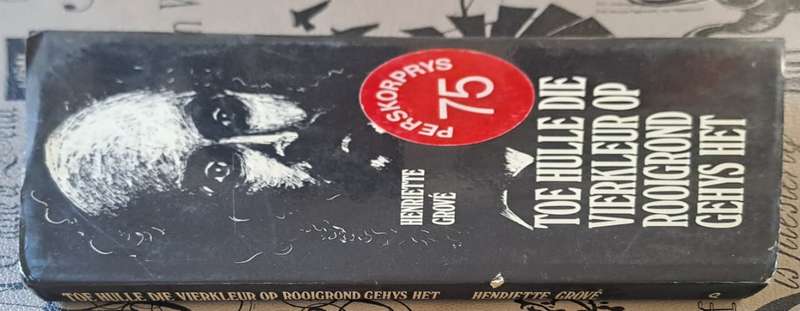 PERSKORPRYS
75
TOE HULLE DIE
VIERKLEUR OP
ROOIGROND
GEHYS HET
HENRIETTE
GROVÉ
TOE HULLE DIE VIERKLEUR OP ROOIGROND GEHYS HET HENRIETTE GROVÉ